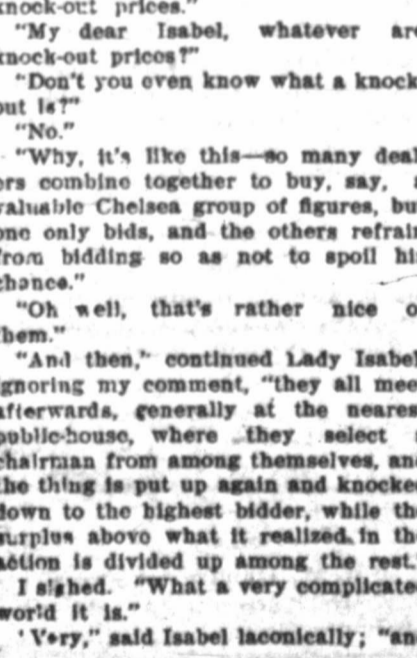 knock-out prices."
"My dear Isabel, whatever are
knock-out prices?"
"Don't you even know what a knock-
out is?"
"No."
"Why, it's like this—so many deal-
ers combine together to buy, say, a
valuable Chelsea group of figures, but
one only bids, and the others refrain
from bidding so as not to spoil his
chance."
"Oh well, that's rather nice of
them."
"And then," continued Lady Isabel,
ignoring my comment, "they all meet
afterwards, generally at the nearest
public-house, where they select a
chairman from among themselves, and
the thing is put up again and knocked
down to the highest bidder, while the
surplus above what it realized in the
action is divided up among the rest."
I sighed. "What a very complicated
world it is."
"Very," said Isabel laconically; "and